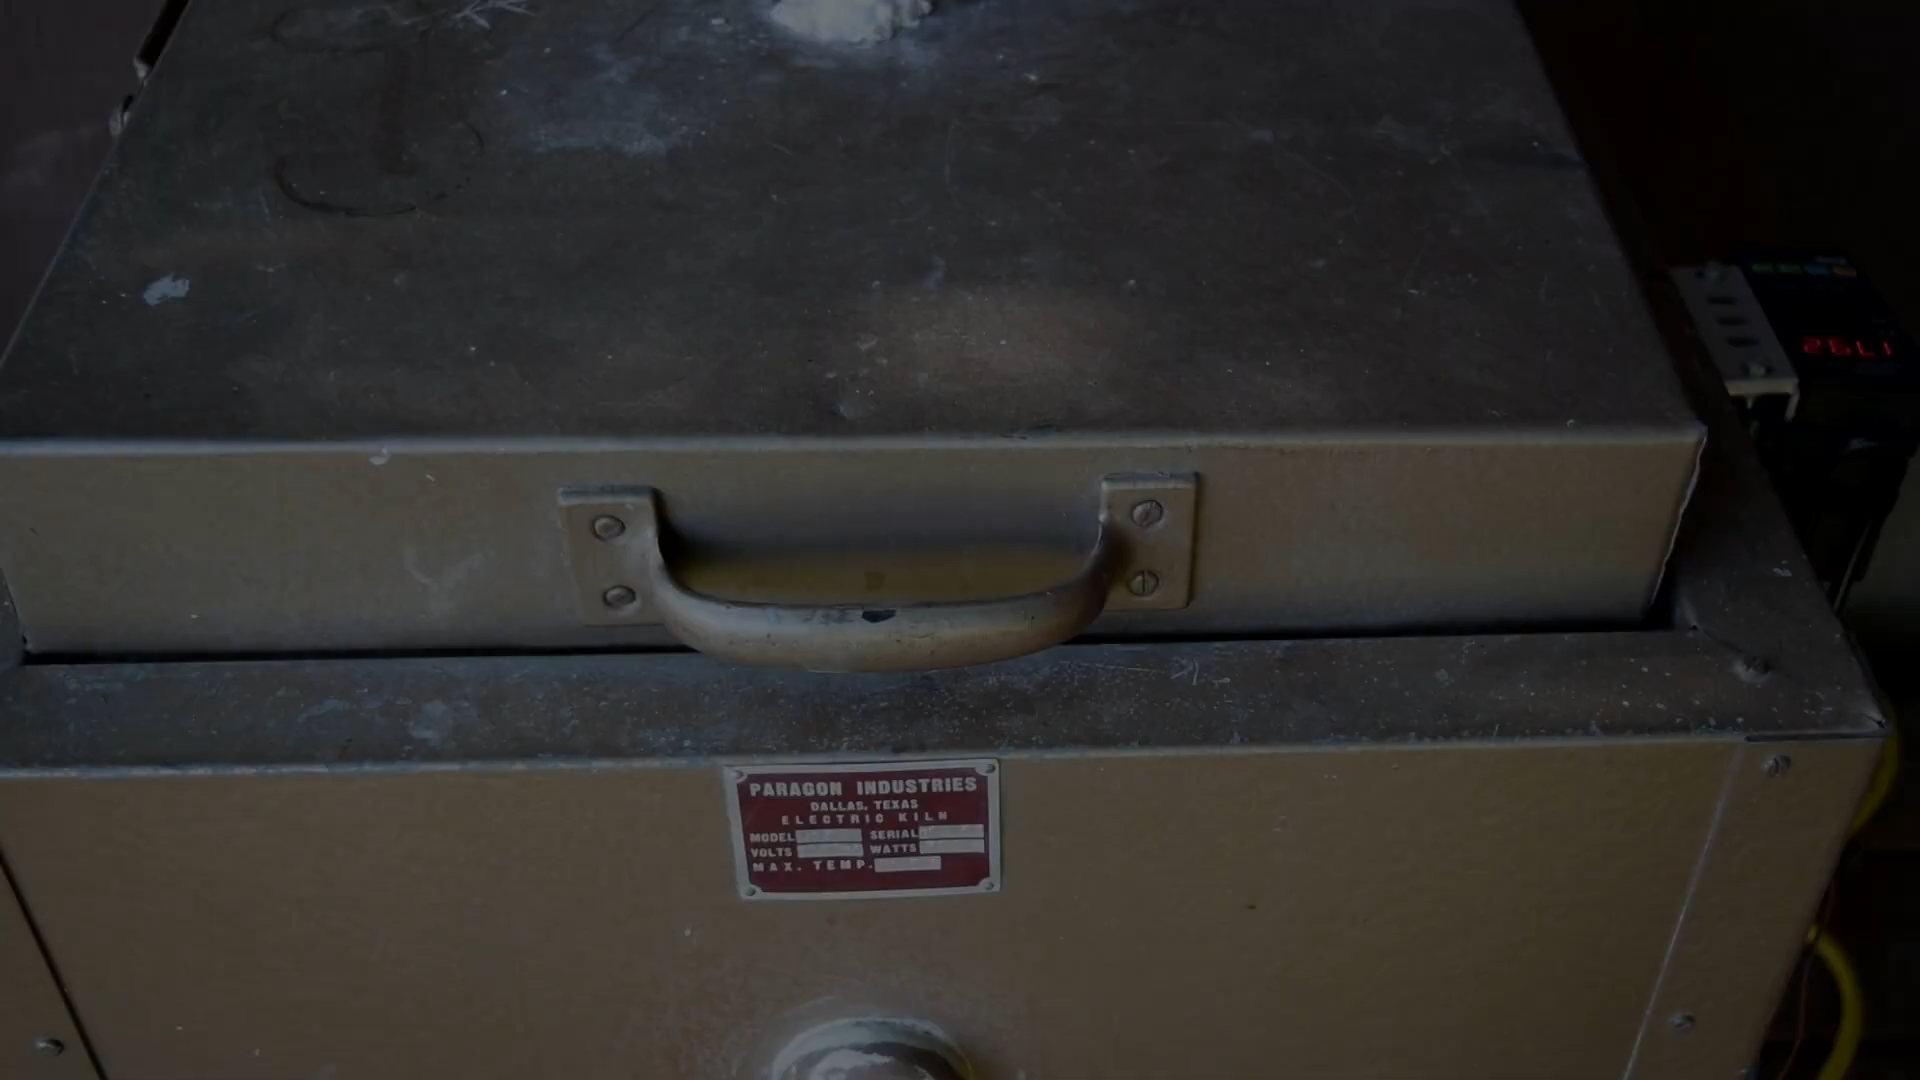 PARAGON INDUSTRIES
DALLAS, TEXAS
ELECTRIC KILN
MODEL SERIAL
VOLTS WATTS
MAX. TEMP.